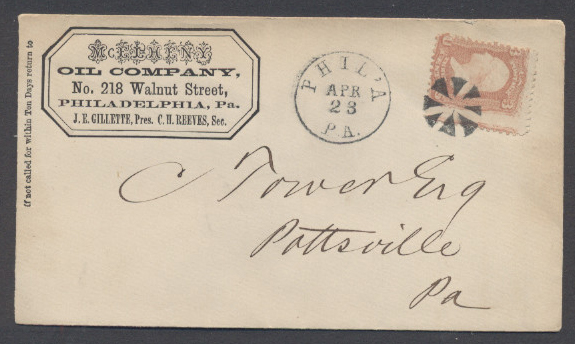 If not called for within Ten Days return to
McELHENY
OIL COMPANY,
No. 218 Walnut Street,
PHILADELPHIA, Pa.
J. E. GILLETTE, Pres. C. H. REEVES, Sec.
PHIL'A
APR
23
PA.
3
C Tower Esq
Pottsville
Pa